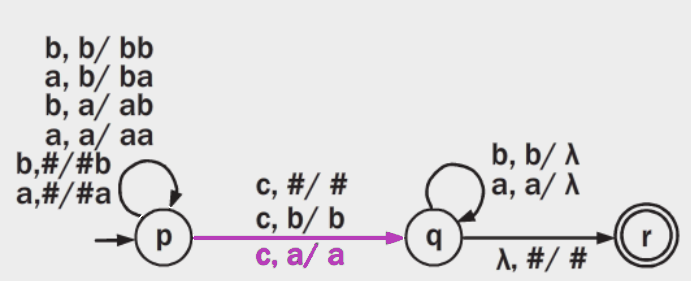 b, b/ bb
a, b/ ba
b, a/ ab
a, a/ aa
b,#/#b
a,#/#a
c, #/ #
c, b/ b
c, a/ a
b, b/ λ
a, a/ λ
λ, #/ #
p
q
r